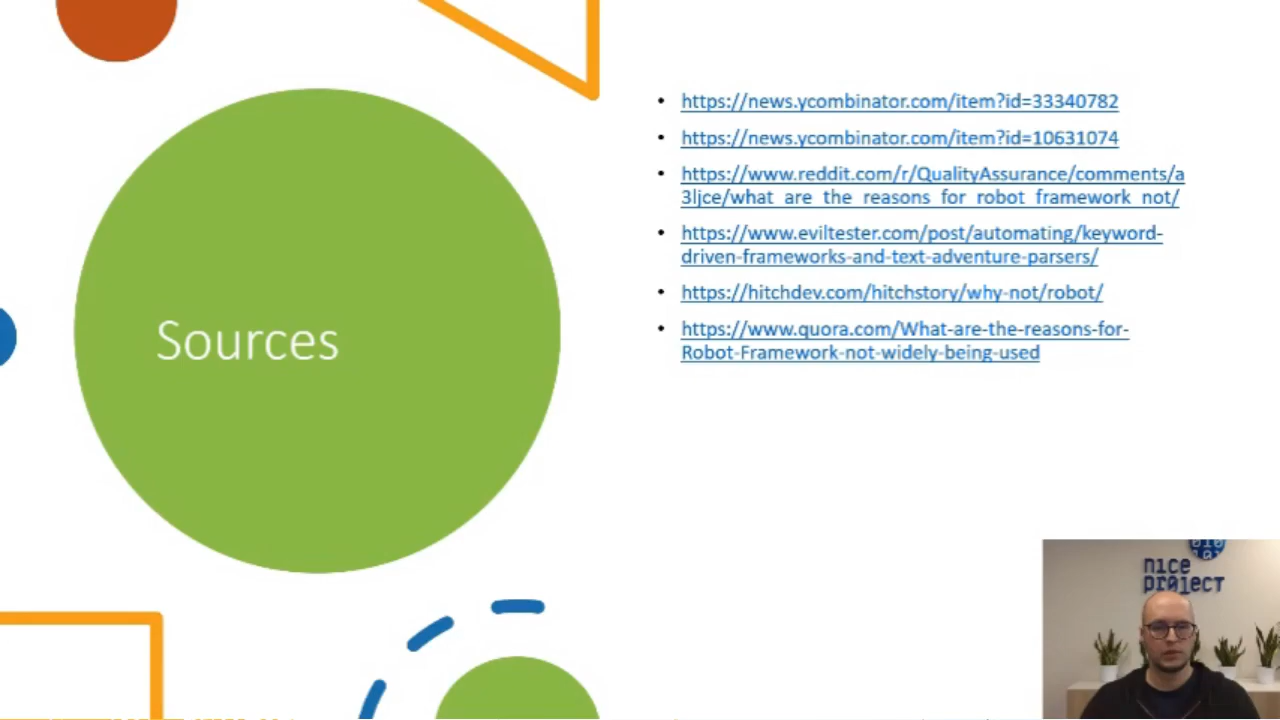 Sources
https://news.ycombinator.com/item?id=33340782
https://news.ycombinator.com/item?id=10631074
https://www.reddit.com/r/QualityAssurance/comments/a
3ljce/what_are_the_reasons_for_robot_framework_not/
https://www.eviltester.com/post/automating/keyword-
driven-frameworks-and-text-adventure-parsers/
https://hitchdev.com/hitchstory/why-not/robot/
https://www.quora.com/What-are-the-reasons-for-
Robot-Framework-not-widely-being-used
nice
project